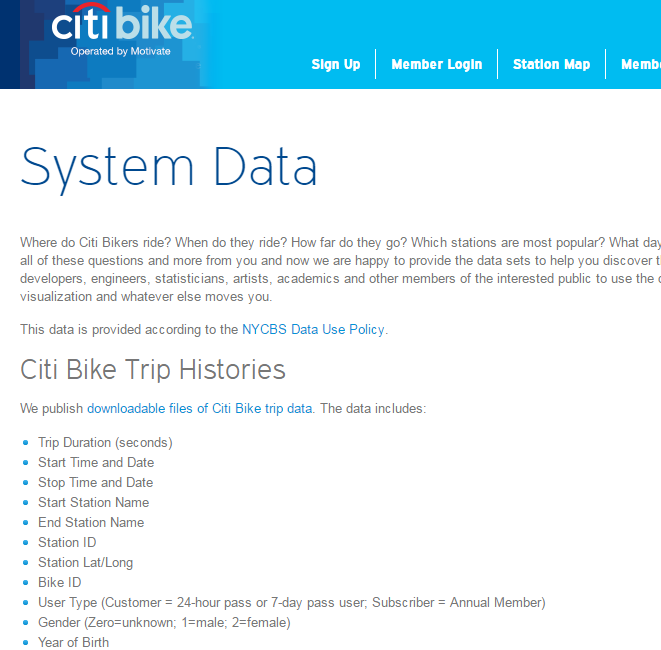 citi bike
Operated by Motivate
Sign Up
Member Login
Station Map
System Data
Where do Citi Bikers ride? When do they ride? How far do they go? Which stations are most popular? What day
all of these questions and more from you and now we are happy to provide the data sets to help you discover
developers, engineers, statisticians, artists, academics and other members of the interested public to use the
visualization and whatever else moves you.
This data is provided according to the NYCBS Data Use Policy.
Citi Bike Trip Histories
We publish downloadable files of Citi Bike trip data. The data includes:
Trip Duration (seconds)
Start Time and Date
Stop Time and Date
Start Station Name
End Station Name
Station ID
Station Lat/Long
Bike ID
User Type (Customer = 24-hour pass or 7-day pass user; Subscriber = Annual Member)
Gender (Zero=unknown; 1=male; 2=female)
Year of Birth